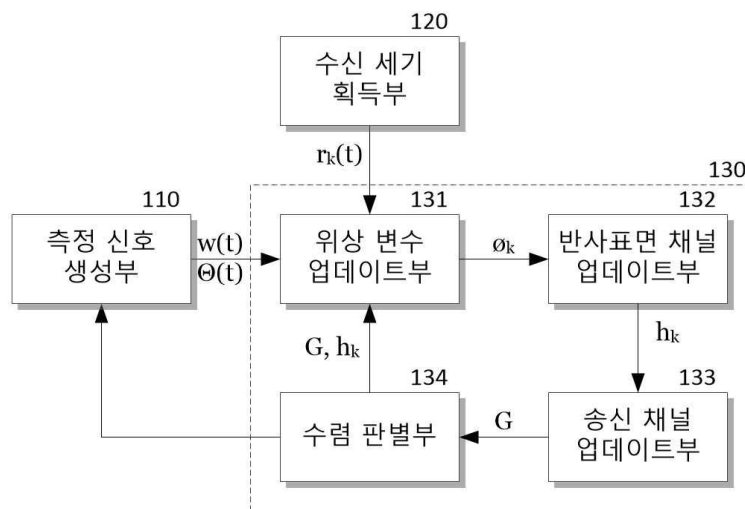 120
수신 세기
획득부
rₖ(t)
130
110
측정 신호
생성부
w(t)
Θ(t)
131
위상 변수
업데이트부
øₖ
132
반사표면 채널
업데이트부
G, hₖ
hₖ
134
수렴 판별부
G
133
송신 채널
업데이트부